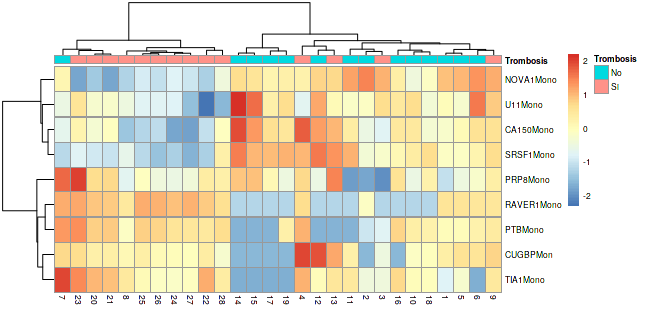 Trombosis
NOVA1Mono
U11Mono
CA150Mono
SRSF1Mono
PRP8Mono
RAVER1Mono
PTBMono
CUGBPMon
TIA1Mono
7 23 20 21 8 25 26 24 27 22 28 14 15 17 19 4 12 13 11 2 3 16 10 18 1 5 6 9
2
1
0
-1
-2
Trombosis
No
SI